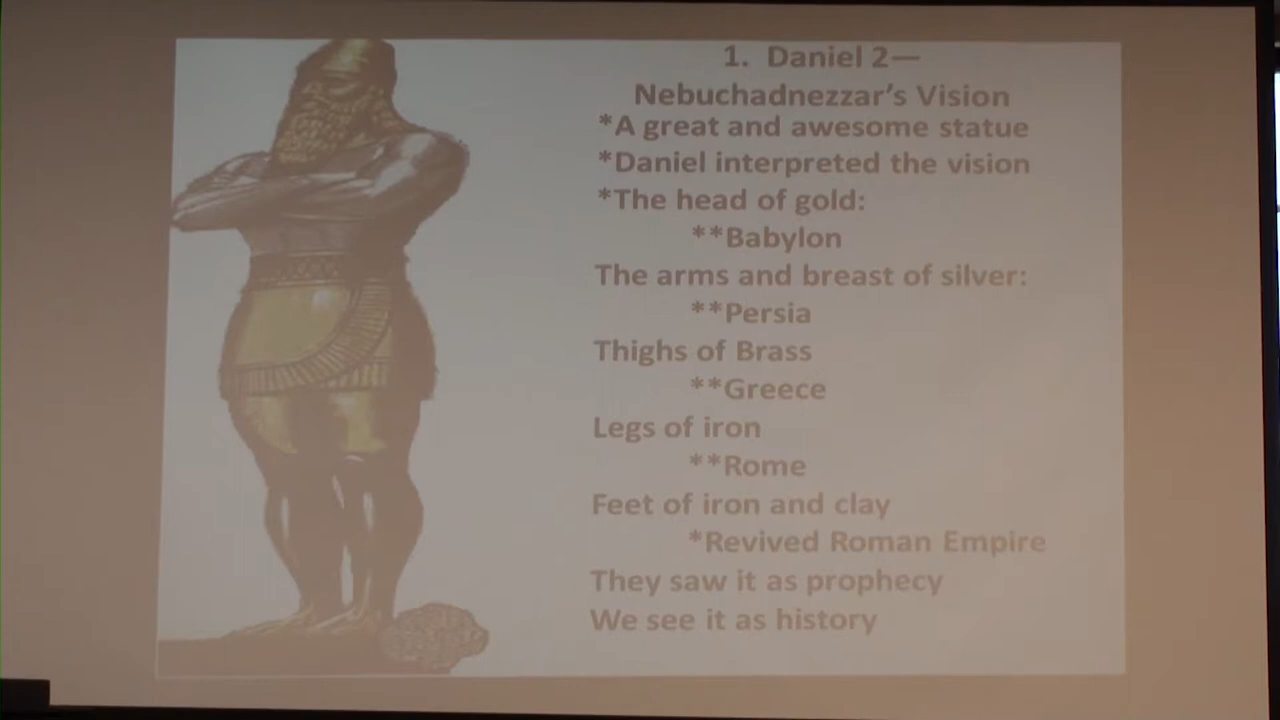 1. Daniel 2—
Nebuchadnezzar's Vision
*A great and awesome statue
*Daniel interpreted the vision
*The head of gold:
**Babylon
The arms and breast of silver:
**Persia
Thighs of Brass
**Greece
Legs of iron
**Rome
Feet of iron and clay
*Revived Roman Empire
They saw it as prophecy
We see it as history